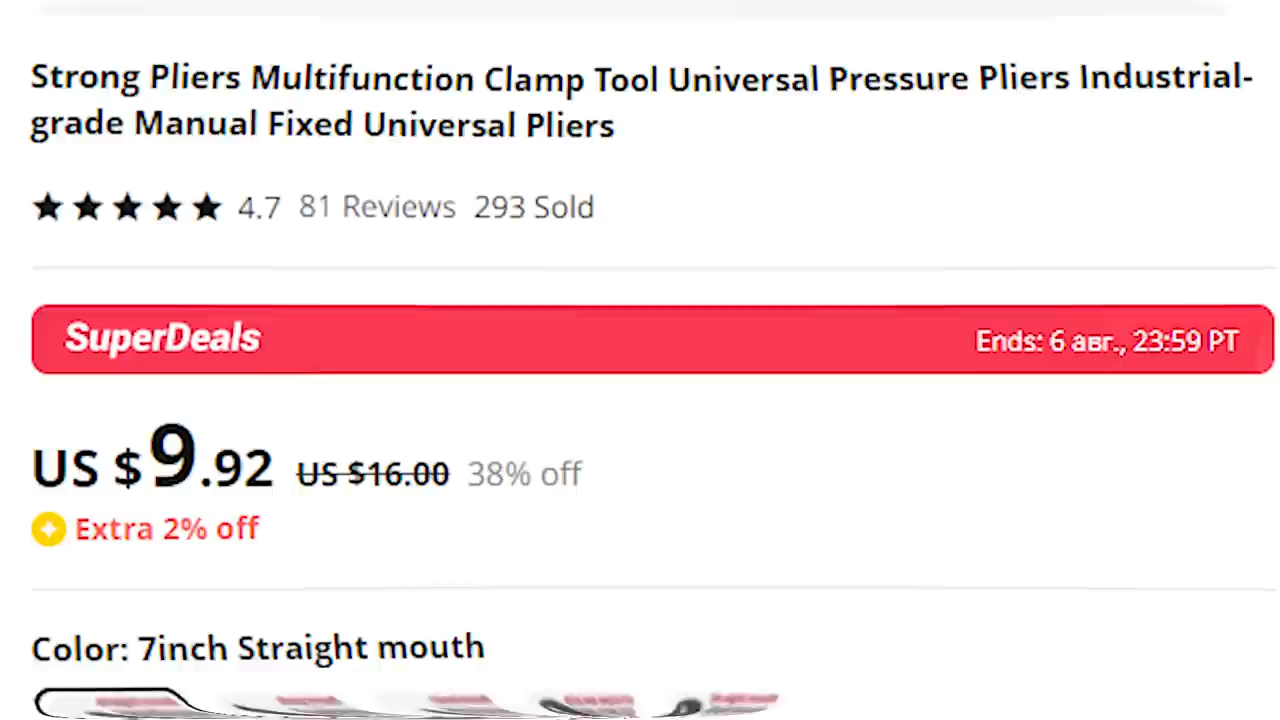 Strong Pliers Multifunction Clamp Tool Universal Pressure Pliers Industrial-
grade Manual Fixed Universal Pliers
4.7 81 Reviews 293 Sold
SuperDeals Ends: 6 авг., 23:59 PT
US $9.92 US $16.00 38% off
Extra 2% off
Color: 7inch Straight mouth